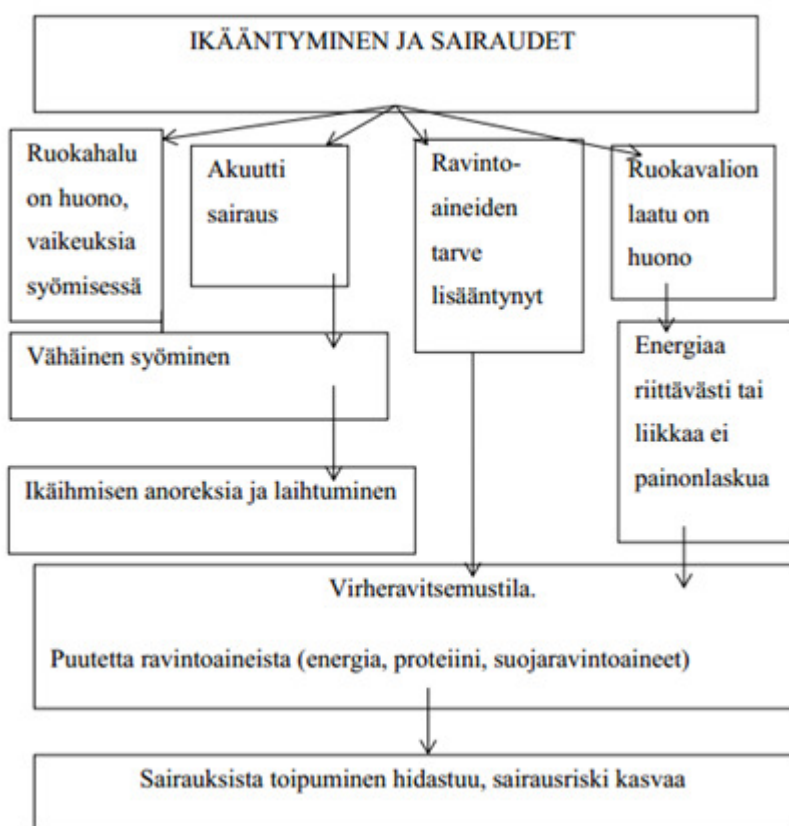 IKÄÄNTYMINEN JA SAIRAUDET
Ruokahalu
on huono,
vaikeuksia
syömisessä
Akuutti
sairaus
Ravinto-
aineiden
tarve
lisääntynyt
Ruokavalion
laatu on
huono
Vähäinen syöminen
Energiaa
riittävästi tai
liikkaa ei
painonlaskua
Ikäihmisen anoreksia ja laihtuminen
Virheravitsemustila.
Puutetta ravintoaineista (energia, proteiini, suojaravintoaineet)
Sairauksista toipuminen hidastuu, sairausriski kasvaa